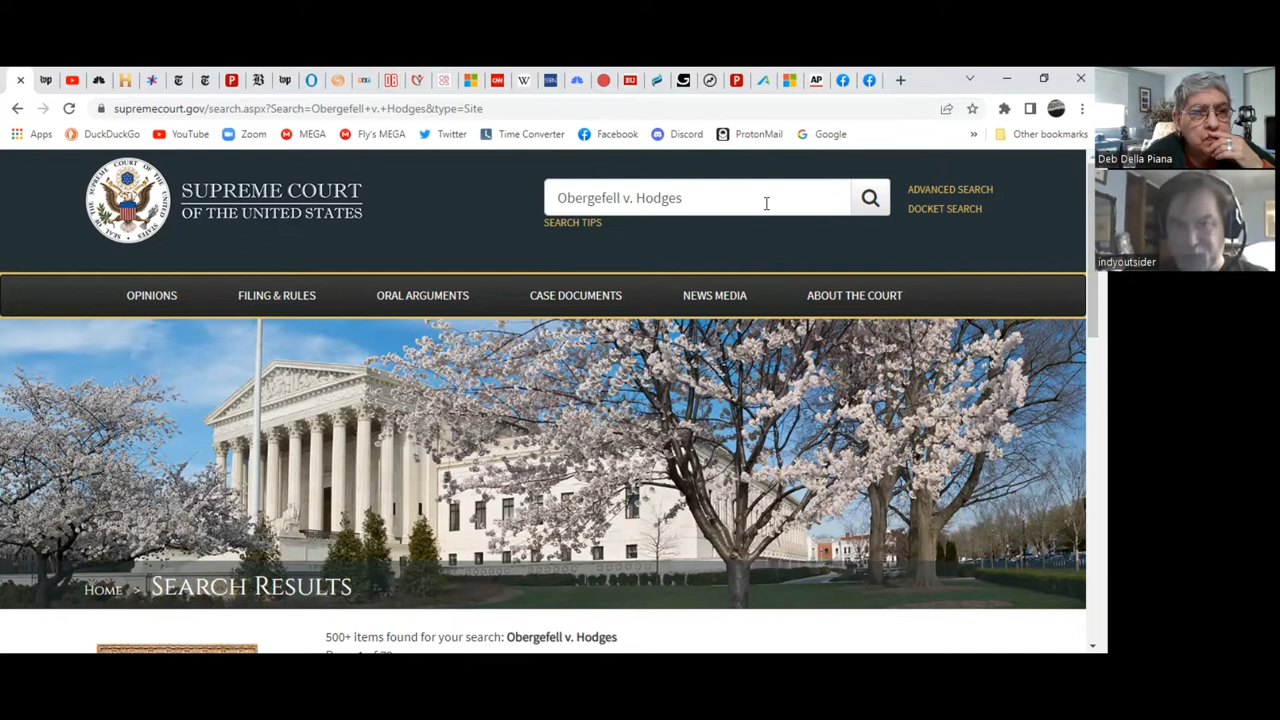 supremecourt.gov/search.aspx?Search=Obergefell+v.+Hodges&type=Site
Apps DuckDuckGo YouTube Zoom MEGA Fly's MEGA Twitter Time Converter Facebook Discord ProtonMail Google » Other bookmarks
Deb Della Piana
indyoutsider
SUPREME COURT
OF THE UNITED STATES
Obergefell v. Hodges
SEARCH TIPS
ADVANCED SEARCH
DOCKET SEARCH
OPINIONS FILING & RULES ORAL ARGUMENTS CASE DOCUMENTS NEWS MEDIA ABOUT THE COURT
HOME > SEARCH RESULTS
500+ items found for your search: Obergefell v. Hodges